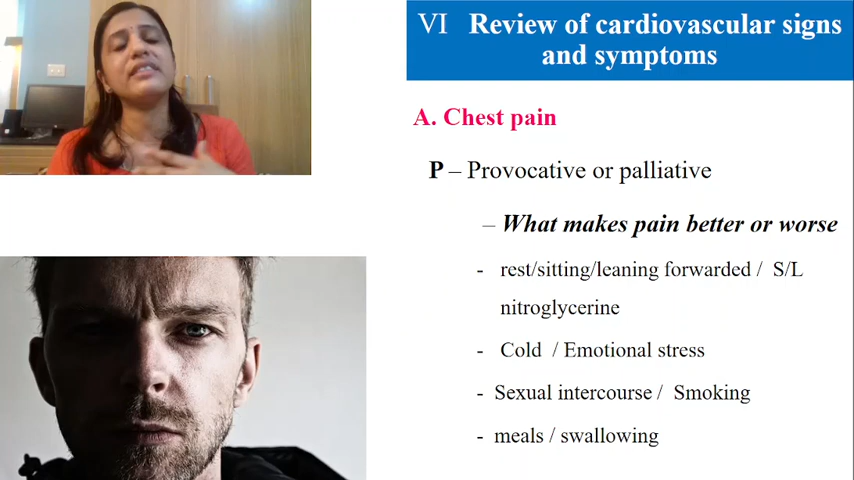 VI Review of cardiovascular signs
and symptoms
A. Chest pain
P – Provocative or palliative
– What makes pain better or worse
- rest/sitting/leaning forwarded / S/L
nitroglycerine
- Cold / Emotional stress
- Sexual intercourse / Smoking
- meals / swallowing